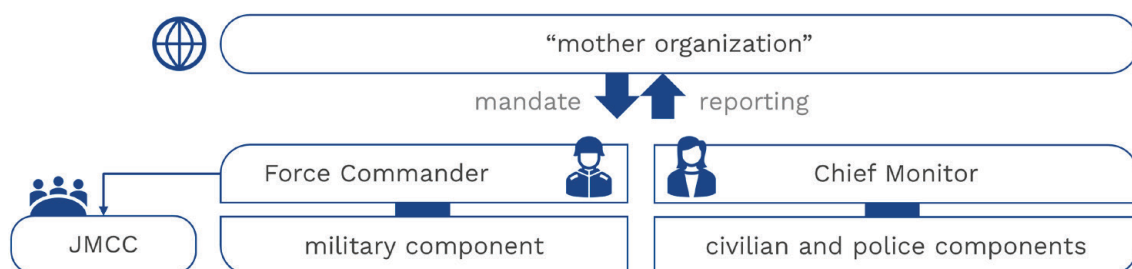 “mother organization”
mandate reporting
Force Commander Chief Monitor
JMCC military component civilian and police components